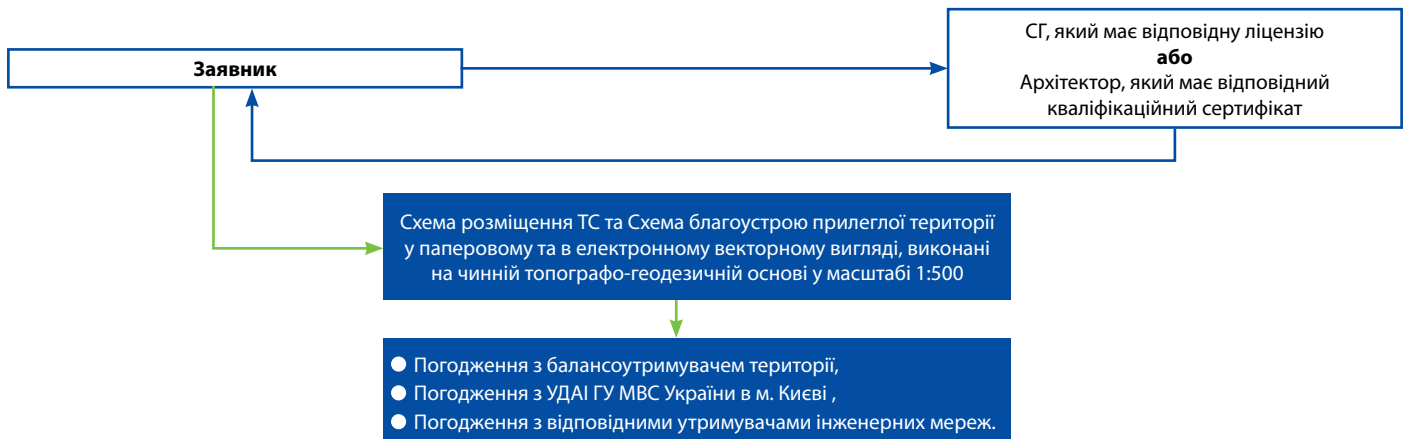 Заявник
СГ, який має відповідну ліцензію
або
Архітектор, який має відповідний
кваліфікаційний сертифікат
Схема розміщення ТС та Схема благоустрою прилеглої території
у паперовому та в електронному векторному вигляді, виконані
на чинній топографо-геодезичній основі у масштабі 1:500
● Погодження з балансоутримувачем території,
● Погодження з УДАІ ГУ МВС України в м. Києві ,
● Погодження з відповідними утримувачами інженерних мереж.